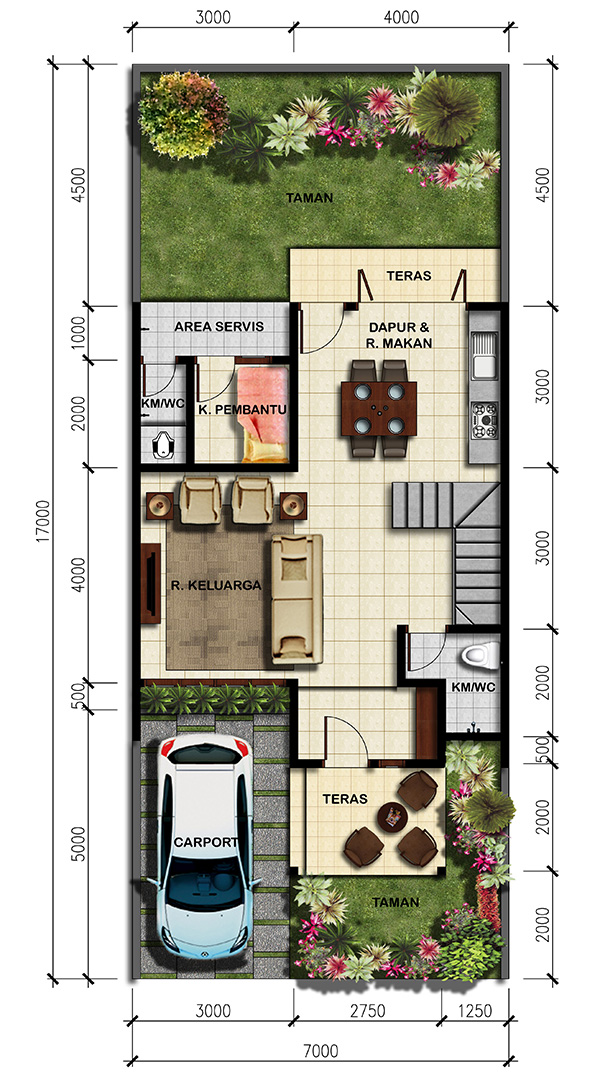 3000
4000
4500
4500
TAMAN
TERAS
1000
AREA SERVIS
DAPUR &
R. MAKAN
3000
2000
KM/WC
K. PEMBANTU
17000
4000
R. KELUARGA
3000
2000
KM/WC
500
500
TERAS
2000
5000
CARPORT
TAMAN
2000
3000
2750
1250
7000